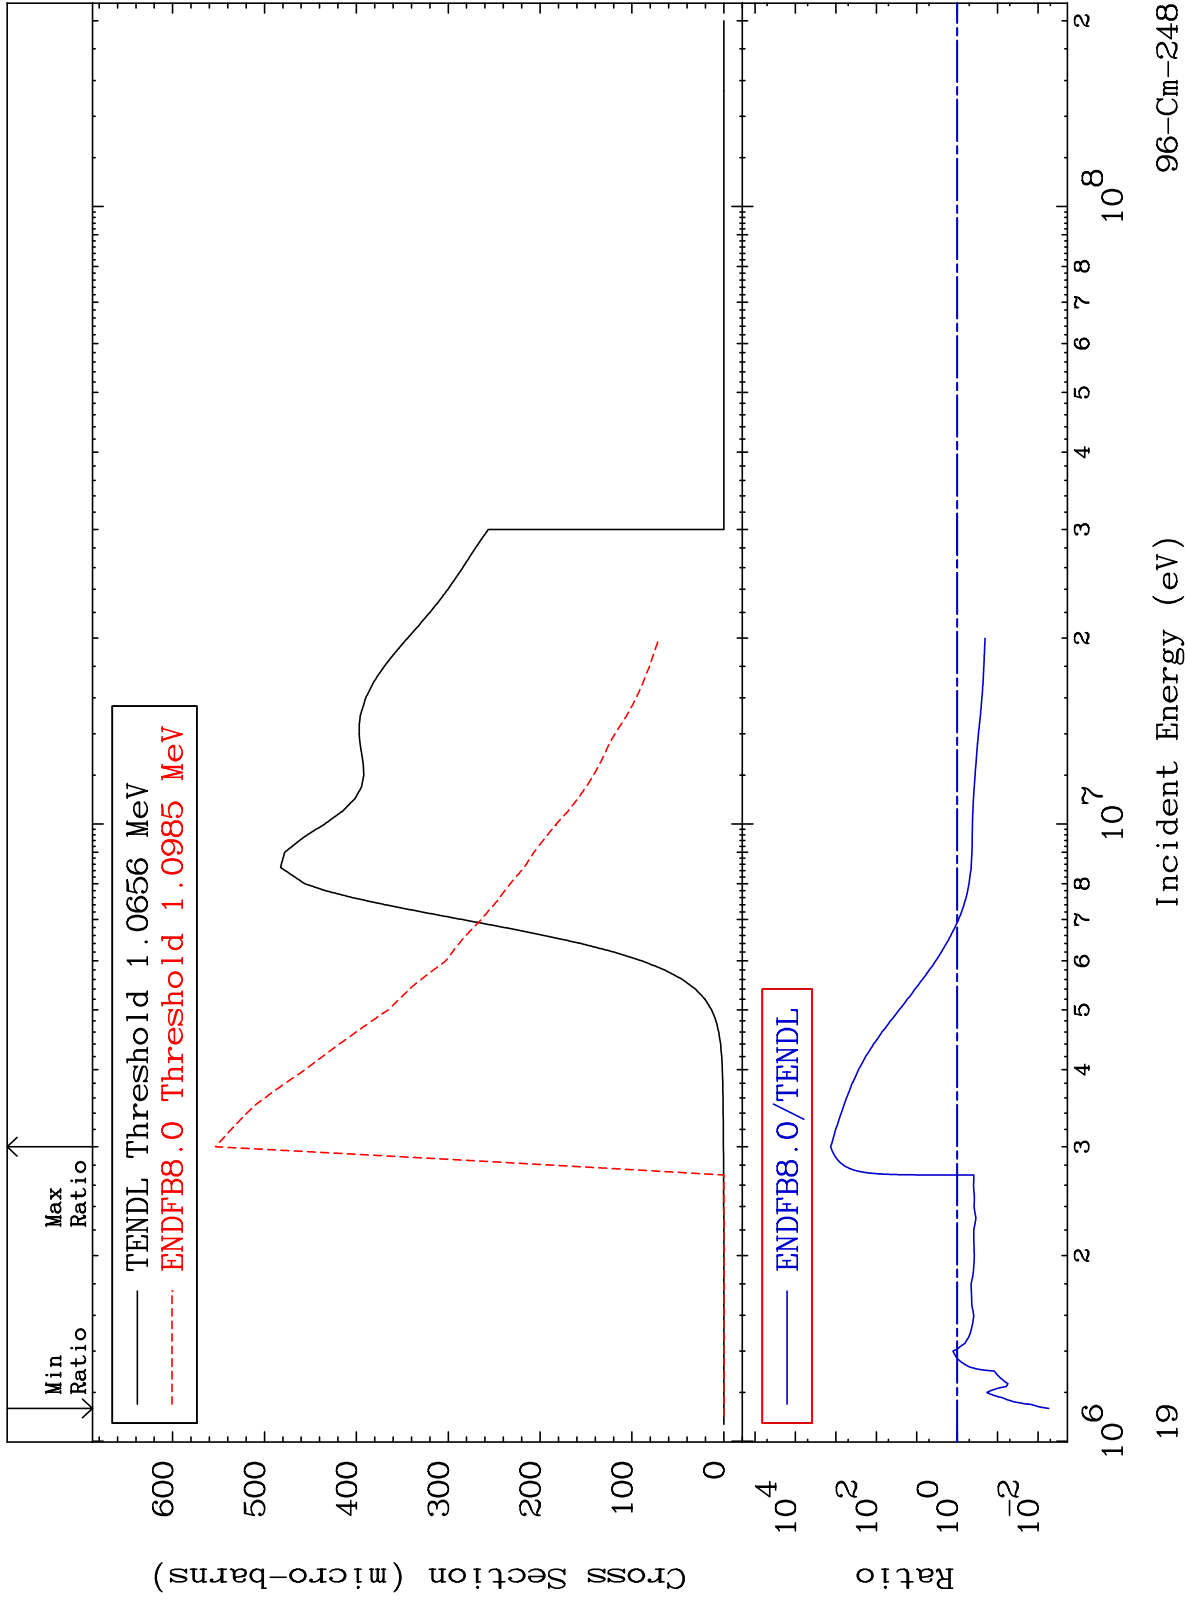 Min
Ratio
Max
Ratio
TENDL Threshold 1.0656 MeV
ENDFB8.0 Threshold 1.0985 MeV
Cross Section (micro-barns)
600
500
400
300
200
100
0
ENDFB8.0/TENDL
Ratio
10^4
10^2
10^0
10^-2
10^6 2 3 4 5 6 7 8 10^7 2 3 4 5 6 7 8 10^8 2
19 Incident Energy (eV) 96-Cm-248